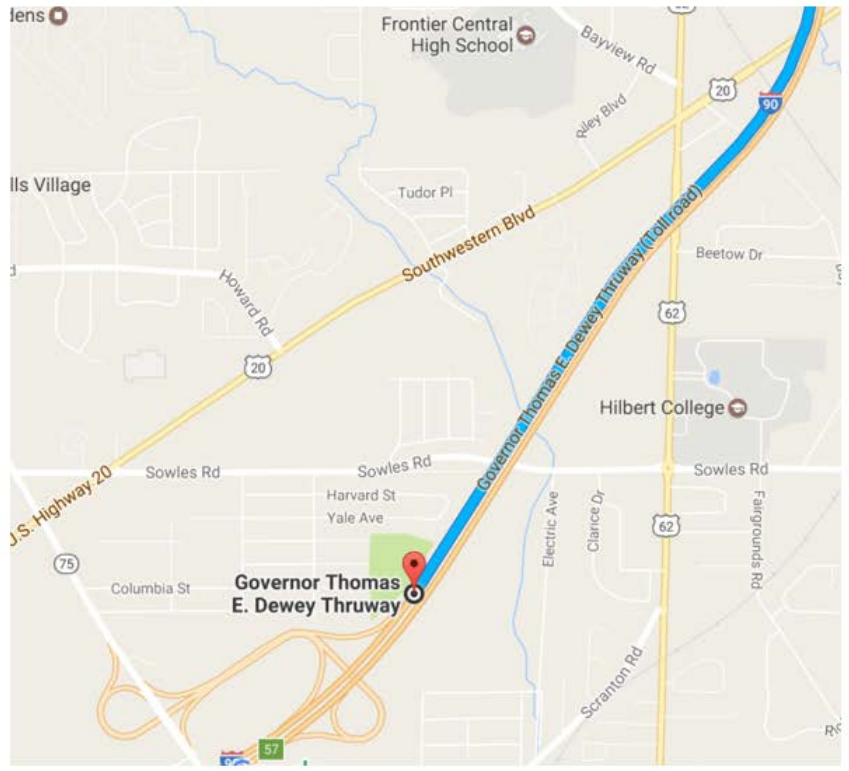 dens
Frontier Central
High School
62
Bayview Rd
20
90
Riley Blvd
lls Village
Tudor Pl
Southwestern Blvd
Governor Thomas E. Dewey Thruway (Toll road)
Beetow Dr
Howard Rd
62
20
Hilbert College
Sowles Rd
Sowles Rd
Sowles Rd
U.S. Highway 20
Harvard St
Yale Ave
Electric Ave
Clarice Dr
62
Fairgrounds Rd
75
Columbia St
Governor Thomas
E. Dewey Thruway
Scranton Rd
57